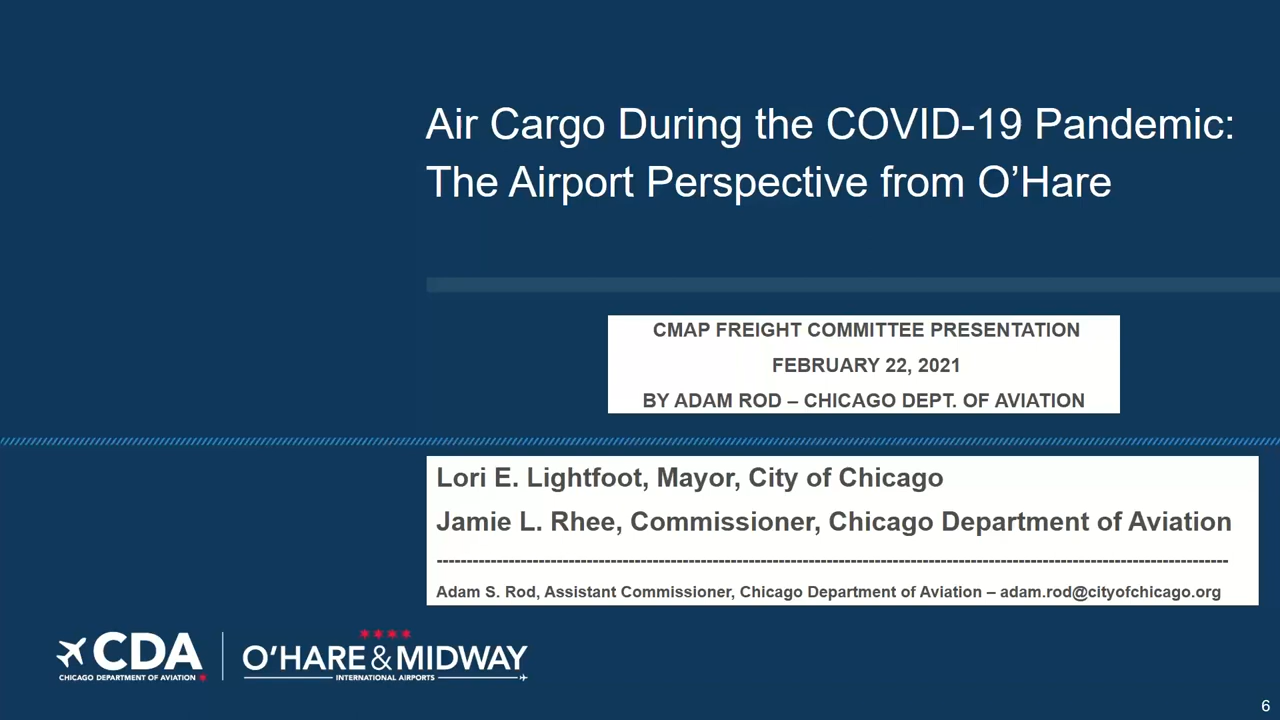 Air Cargo During the COVID-19 Pandemic:
The Airport Perspective from O’Hare
CMAP FREIGHT COMMITTEE PRESENTATION
FEBRUARY 22, 2021
BY ADAM ROD – CHICAGO DEPT. OF AVIATION
Lori E. Lightfoot, Mayor, City of Chicago
Jamie L. Rhee, Commissioner, Chicago Department of Aviation
------------------------------------------------------------------------------------------------------------------------------------
Adam S. Rod, Assistant Commissioner, Chicago Department of Aviation – adam.rod@cityofchicago.org
CDA
CHICAGO DEPARTMENT OF AVIATION
O’HARE & MIDWAY
INTERNATIONAL AIRPORTS
6